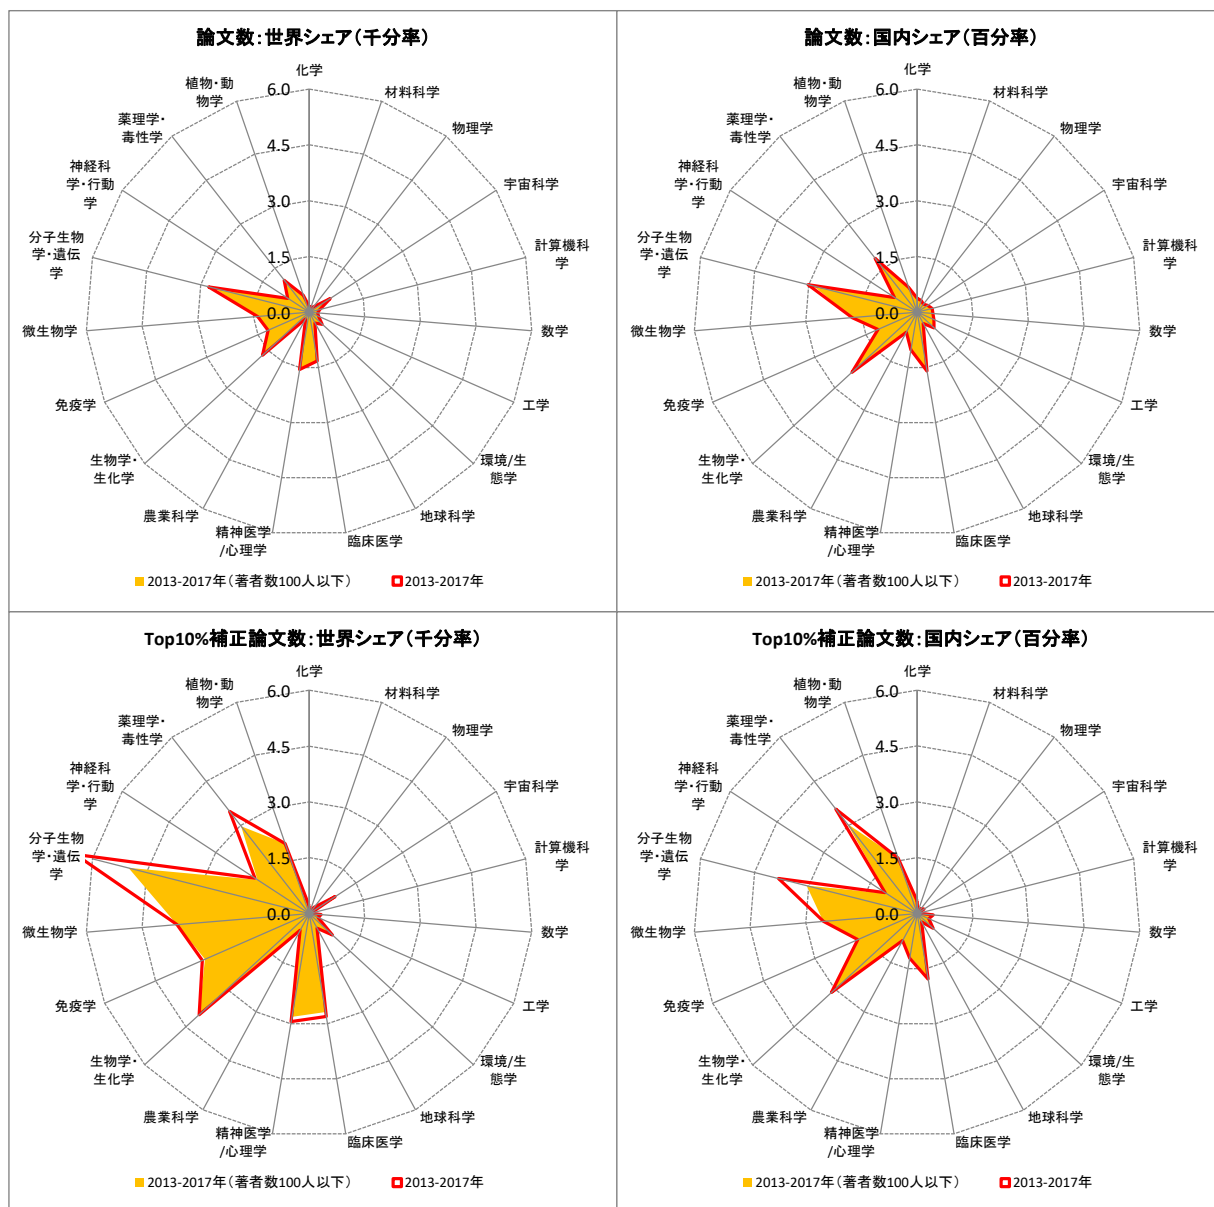 論文数：世界シェア（千分率）
化学
材料科学
物理学
宇宙科学
計算機科
学
数学
工学
環境/生
態学
地球科学
臨床医学
精神医学
/心理学
農業科学
生物学・
生化学
免疫学
微生物学
分子生物
学・遺伝
学
神経科
学・行動
学
薬理学・
毒性学
植物・動
物学
6.0
4.5
3.0
1.5
0.0
2013-2017年（著者数100人以下）
2013-2017年
論文数：国内シェア（百分率）
化学
材料科学
物理学
宇宙科学
計算機科
学
数学
工学
環境/生
態学
地球科学
臨床医学
精神医学
/心理学
農業科学
生物学・
生化学
免疫学
微生物学
分子生物
学・遺伝
学
神経科
学・行動
学
薬理学・
毒性学
植物・動
物学
6.0
4.5
3.0
1.5
0.0
2013-2017年（著者数100人以下）
2013-2017年
Top10%補正論文数：世界シェア（千分率）
化学
材料科学
物理学
宇宙科学
計算機科
学
数学
工学
環境/生
態学
地球科学
臨床医学
精神医学
/心理学
農業科学
生物学・
生化学
免疫学
微生物学
分子生物
学・遺伝
学
神経科
学・行動
学
薬理学・
毒性学
植物・動
物学
6.0
4.5
3.0
1.5
0.0
2013-2017年（著者数100人以下）
2013-2017年
Top10%補正論文数：国内シェア（百分率）
化学
材料科学
物理学
宇宙科学
計算機科
学
数学
工学
環境/生
態学
地球科学
臨床医学
精神医学
/心理学
農業科学
生物学・
生化学
免疫学
微生物学
分子生物
学・遺伝
学
神経科
学・行動
学
薬理学・
毒性学
植物・動
物学
6.0
4.5
3.0
1.5
0.0
2013-2017年（著者数100人以下）
2013-2017年